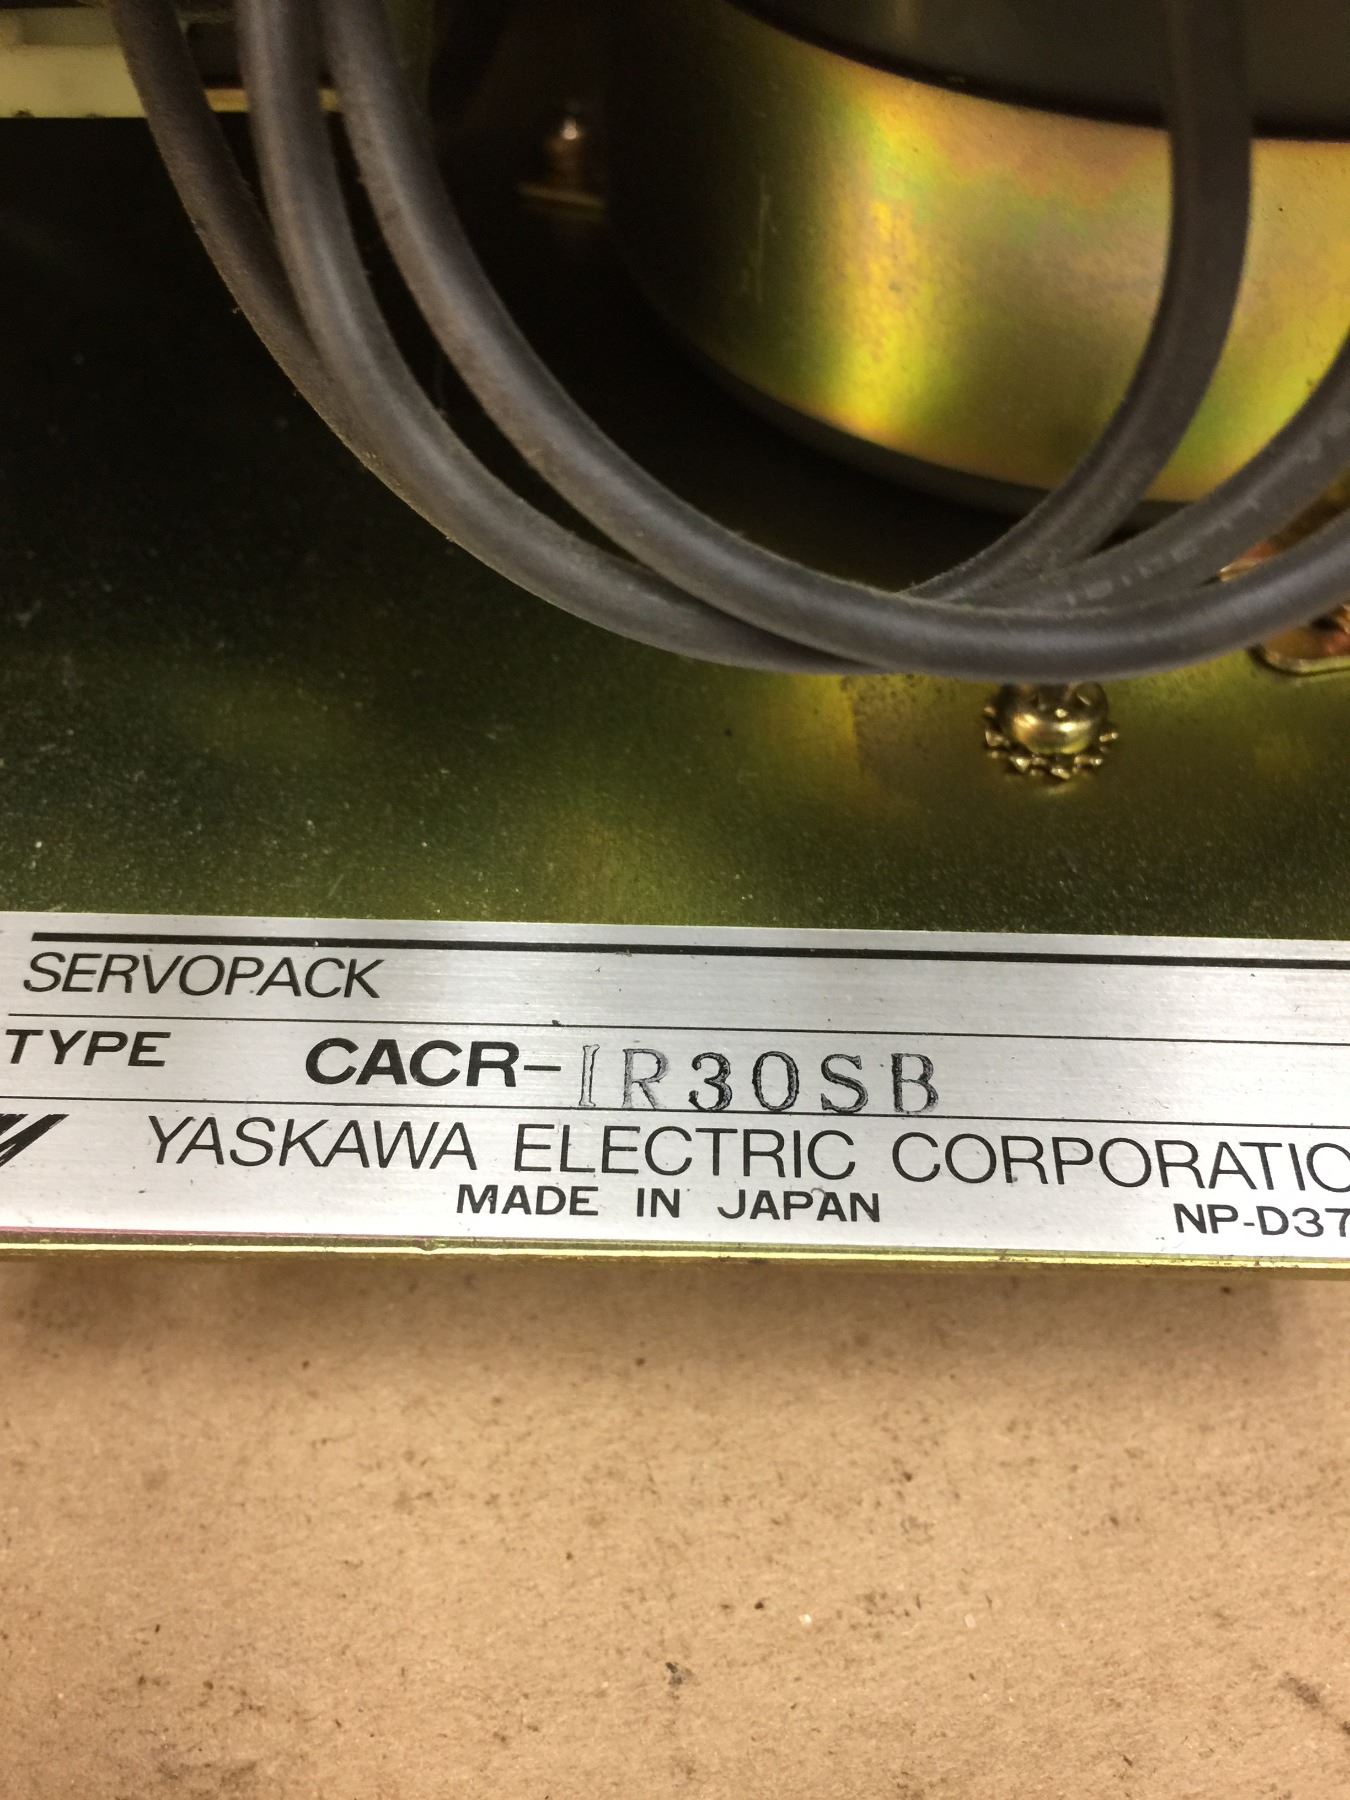 SERVOPACK
TYPE CACR-IR30SB
YASKAWA ELECTRIC CORPORATIO
MADE IN JAPAN
NP-D37